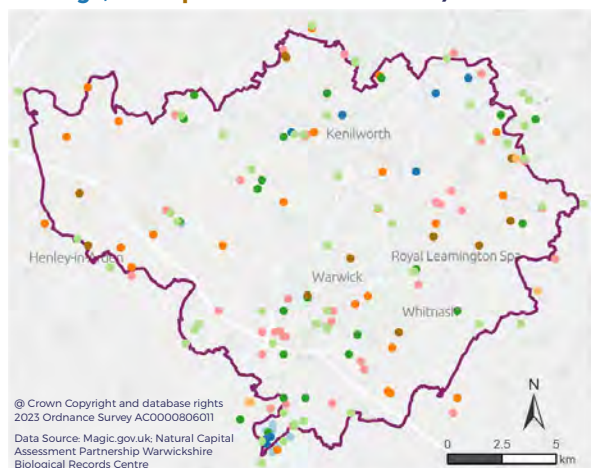 Kenilworth
Henley-in-Arden
Royal Leamington Spa
Warwick
Whitnash
@ Crown Copyright and database rights
2023 Ordnance Survey AC0000806011
Data Source: Magic.gov.uk; Natural Capital
Assessment Partnership Warwickshire
Biological Records Centre
N
0 2.5 5
km